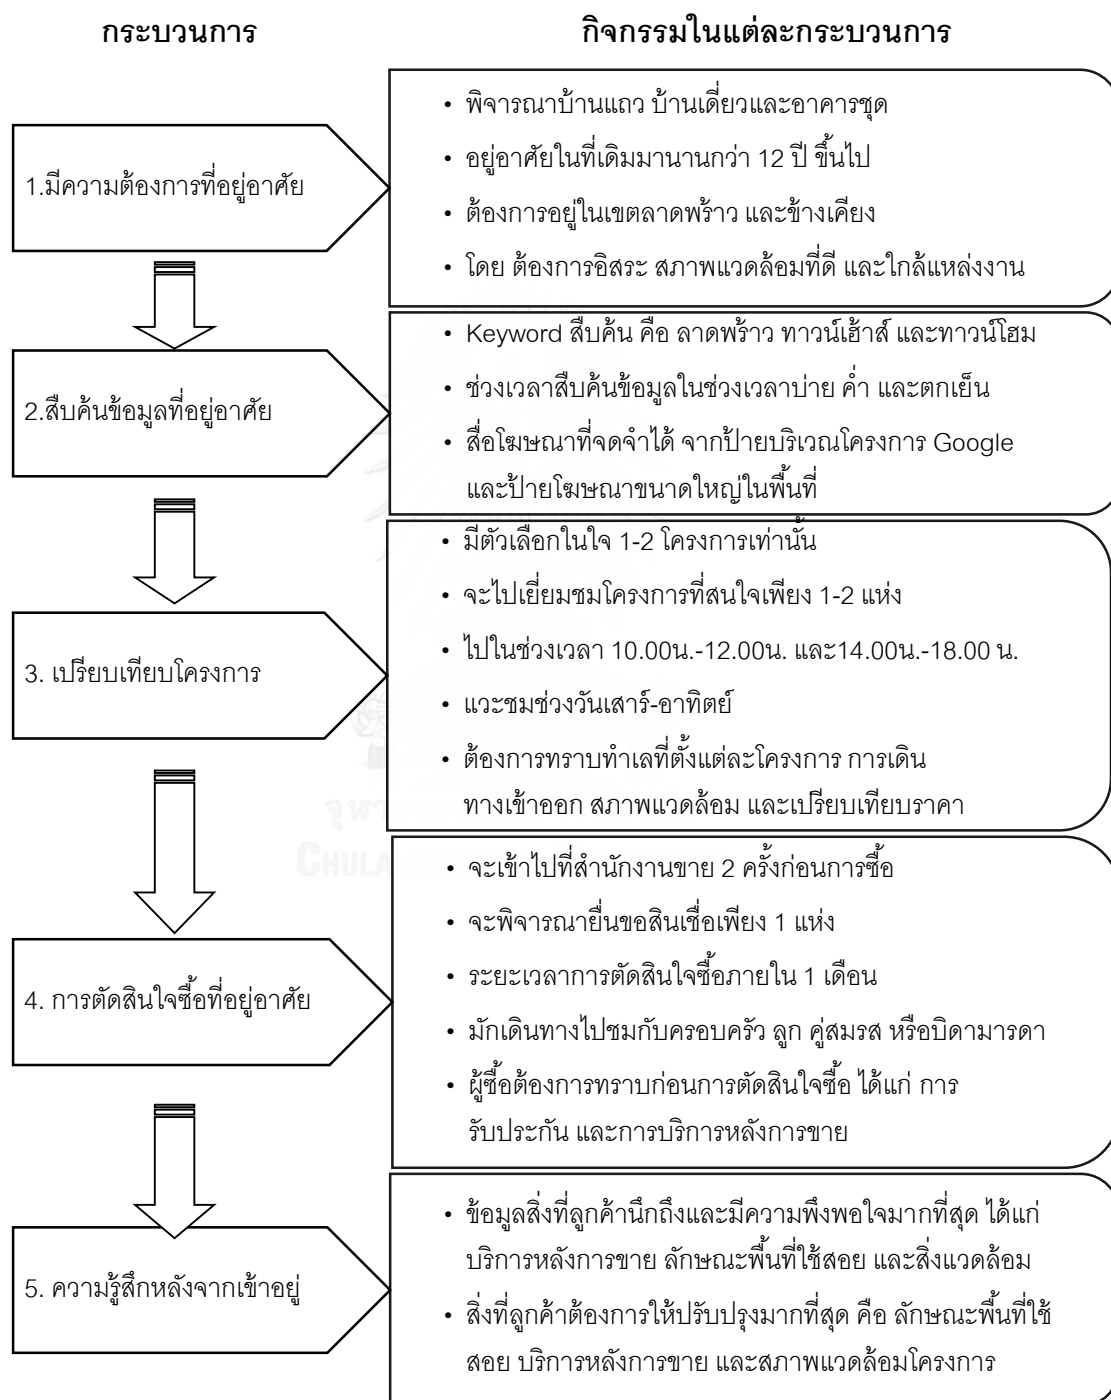 กระบวนการ
กิจกรรมในแต่ละกระบวนการ
1.มีความต้องการที่อยู่อาศัย
• พิจารณาบ้านแถว บ้านเดี่ยวและอาคารชุด
• อยู่อาศัยในที่เดิมมานานกว่า 12 ปี ขึ้นไป
• ต้องการอยู่ในเขตลาดพร้าว และข้างเคียง
• โดย ต้องการอิสระ สภาพแวดล้อมที่ดี และใกล้แหล่งงาน
2.สืบค้นข้อมูลที่อยู่อาศัย
• Keyword สืบค้น คือ ลาดพร้าว ทาวน์เฮ้าส์ และทาวน์โฮม
• ช่วงเวลาสืบค้นข้อมูลในช่วงเวลาบ่าย ค่ำ และตกเย็น
• สื่อโฆษณาที่จดจำได้ จากป้ายบริเวณโครงการ Google
และป้ายโฆษณาขนาดใหญ่ในพื้นที่
3. เปรียบเทียบโครงการ
• มีตัวเลือกในใจ 1-2 โครงการเท่านั้น
• จะไปเยี่ยมชมโครงการที่สนใจเพียง 1-2 แห่ง
• ไปในช่วงเวลา 10.00น.-12.00น. และ14.00น.-18.00 น.
• แวะชมช่วงวันเสาร์-อาทิตย์
• ต้องการทราบทำเลที่ตั้งแต่ละโครงการ การเดิน
ทางเข้าออก สภาพแวดล้อม และเปรียบเทียบราคา
4. การตัดสินใจซื้อที่อยู่อาศัย
• จะเข้าไปที่สำนักงานขาย 2 ครั้งก่อนการซื้อ
• จะพิจารณายื่นขอสินเชื่อเพียง 1 แห่ง
• ระยะเวลาการตัดสินใจซื้อภายใน 1 เดือน
• มักเดินทางไปชมกับครอบครัว ลูก คู่สมรส หรือบิดามารดา
• ผู้ซื้อต้องการทราบก่อนการตัดสินใจซื้อ ได้แก่ การ
รับประกัน และการบริการหลังการขาย
5. ความรู้สึกหลังจากเข้าอยู่
• ข้อมูลสิ่งที่ลูกค้านึกถึงและมีความพึงพอใจมากที่สุด ได้แก่
บริการหลังการขาย ลักษณะพื้นที่ใช้สอย และสิ่งแวดล้อม
• สิ่งที่ลูกค้าต้องการให้ปรับปรุงมากที่สุด คือ ลักษณะพื้นที่ใช้
สอย บริการหลังการขาย และสภาพแวดล้อมโครงการ